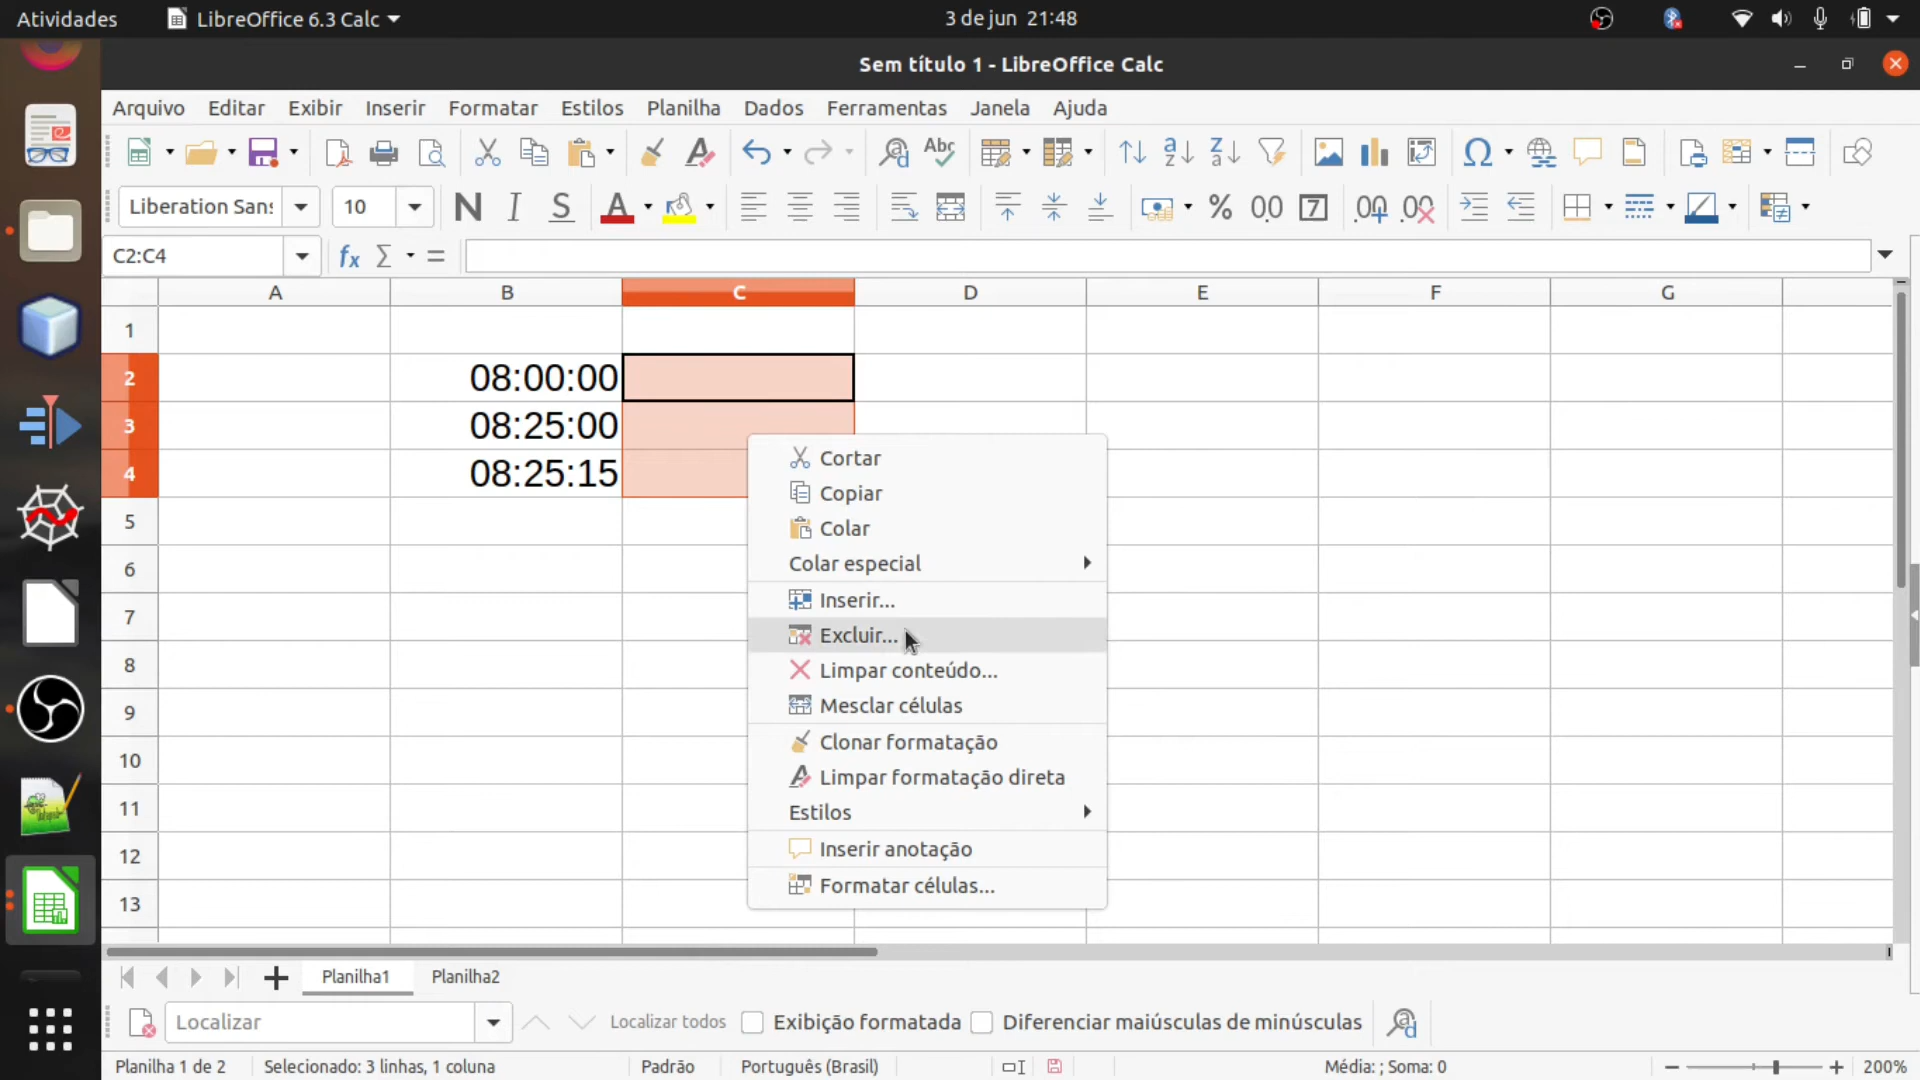 Atividades LibreOffice 6.3 Calc 3 de jun 21:48
Sem título 1 - LibreOffice Calc
Arquivo Editar Exibir Inserir Formatar Estilos Planilha Dados Ferramentas Janela Ajuda
Liberation Sans 10 N I S
C2:C4
A B C D E F G
1
2 08:00:00
3 08:25:00
4 08:25:15
5
6
7
8
9
10
11
12
13
Cortar
Copiar
Colar
Colar especial
Inserir...
Excluir...
Limpar conteúdo...
Mesclar células
Clonar formatação
Limpar formatação direta
Estilos
Inserir anotação
Formatar células...
Planilha1 Planilha2
Localizar Localizar todos Exibição formatada Diferenciar maiúsculas de minúsculas
Planilha 1 de 2 Selecionado: 3 linhas, 1 coluna Padrão Português (Brasil) Média: ; Soma: 0 200%